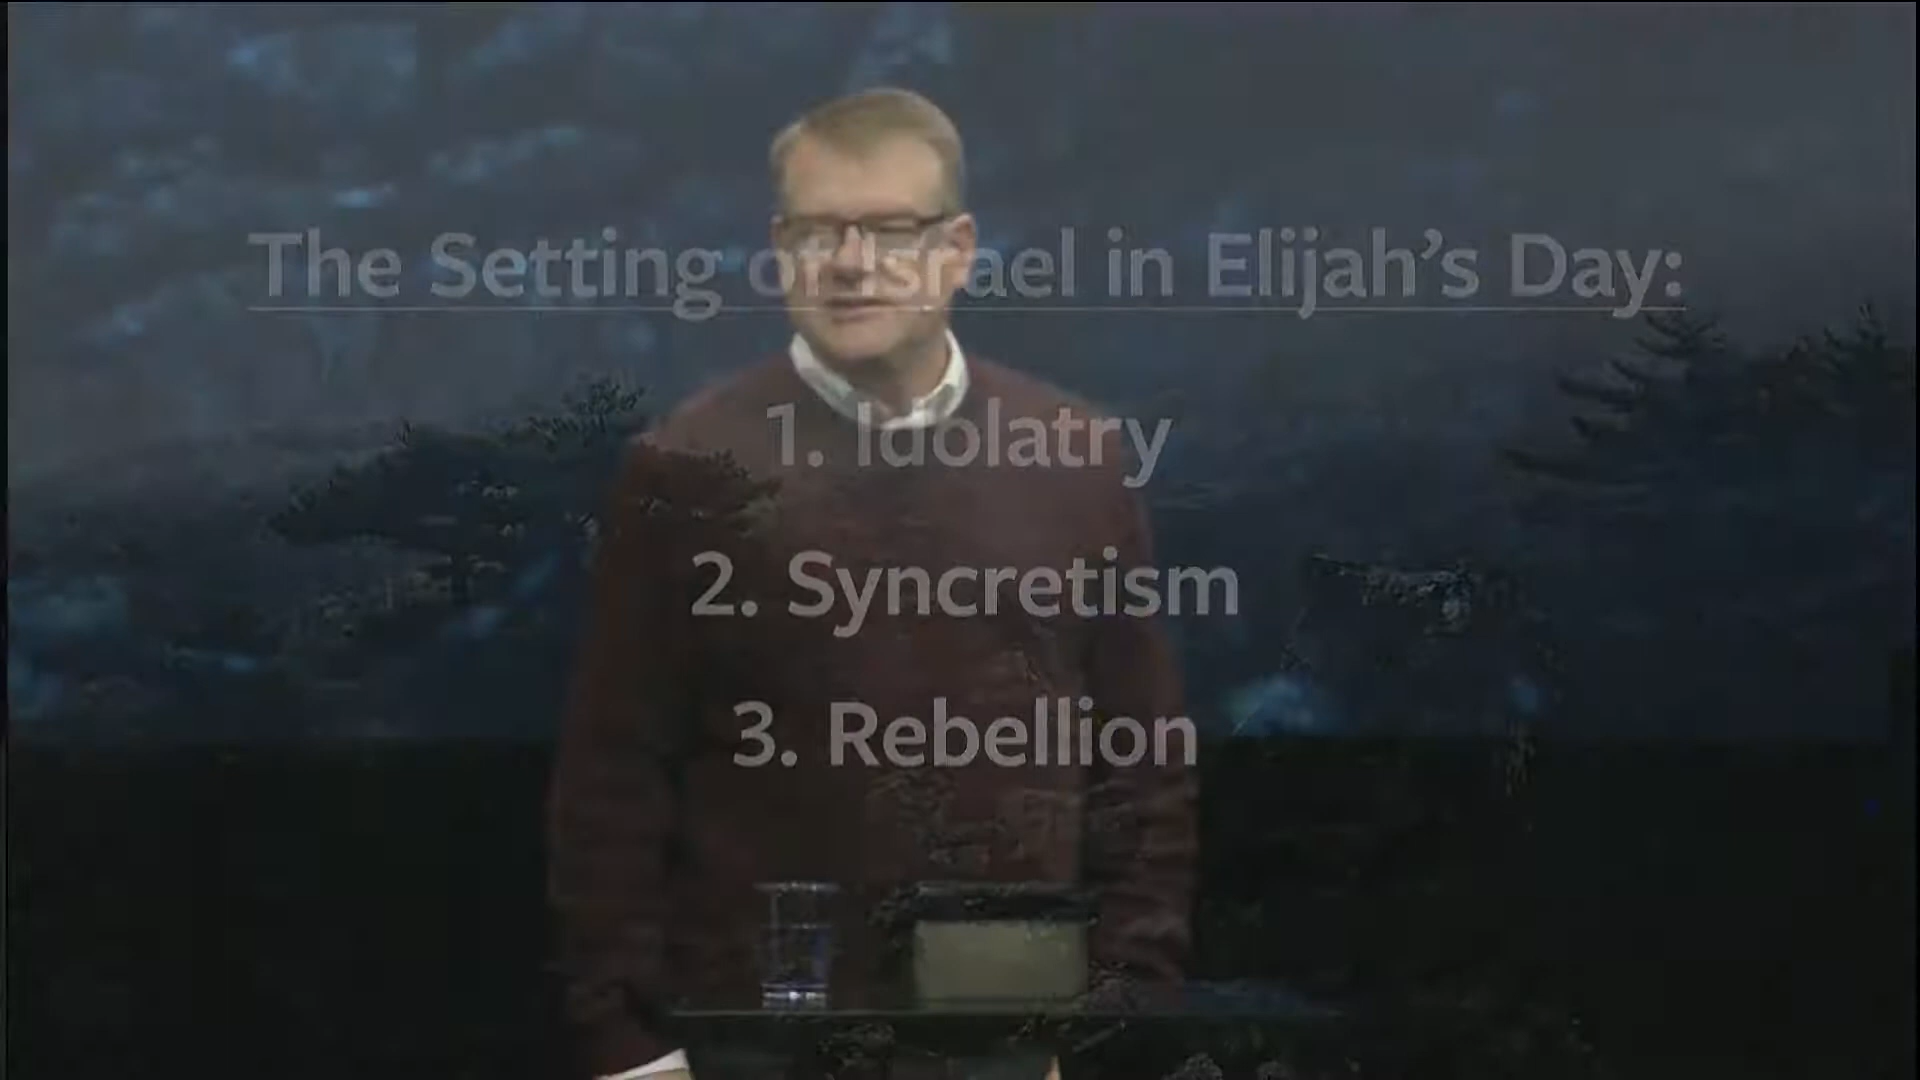 The Setting of Israel in Elijah’s Day:
1. Idolatry
2. Syncretism
3. Rebellion